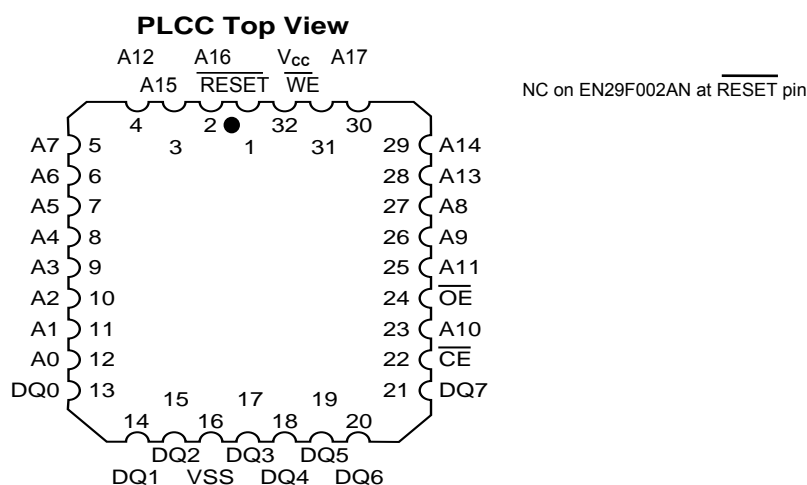 PLCC Top View
A12 A16 Vcc A17
A15 RESET WE
NC on EN29F002AN at RESET pin
4 2 32 30
3 1 31
A7 5 29 A14
A6 6 28 A13
A5 7 27 A8
A4 8 26 A9
A3 9 25 A11
A2 10 24 OE
A1 11 23 A10
A0 12 22 CE
DQ0 13 21 DQ7
15 17 19
14 16 18 20
DQ2 DQ3 DQ5
DQ1 VSS DQ4 DQ6